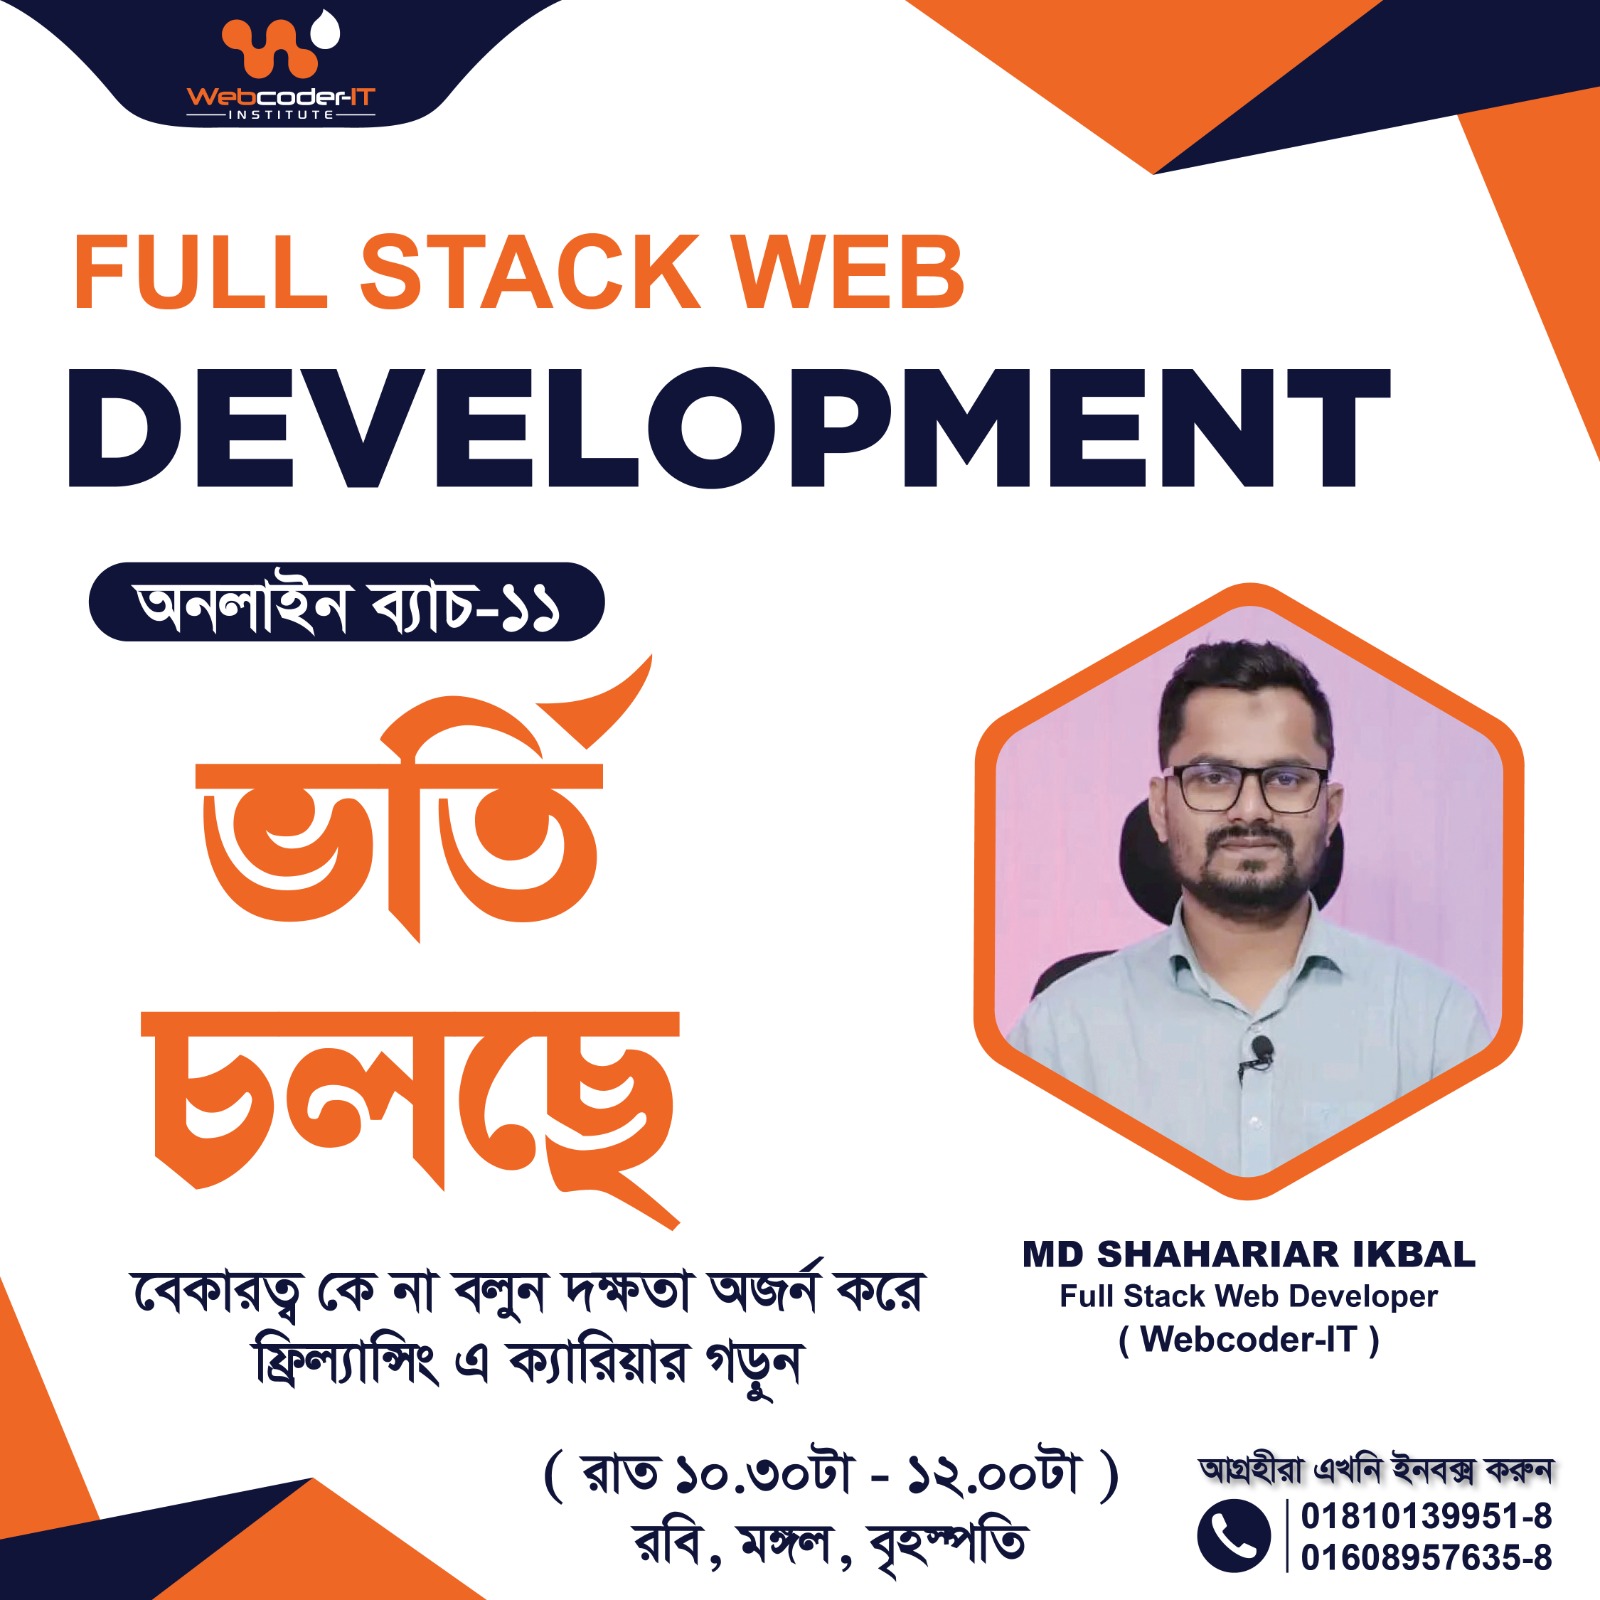 Webcoder-IT
INSTITUTE
FULL STACK WEB
DEVELOPMENT
অনলাইন ব্যাচ-১১
ভর্তি
চলছে
বেকারত্ব কে না বলুন দক্ষতা অর্জন করে
ফ্রিল্যান্সিং এ ক্যারিয়ার গড়ুন
MD SHAHARIAR IKBAL
Full Stack Web Developer
( Webcoder-IT )
( রাত ১০.৩০টা - ১২.০০টা )
রবি, মঙ্গল, বৃহস্পতি
আগ্রহীরা এখনি ইনবক্স করুন
01810139951-8
01608957635-8